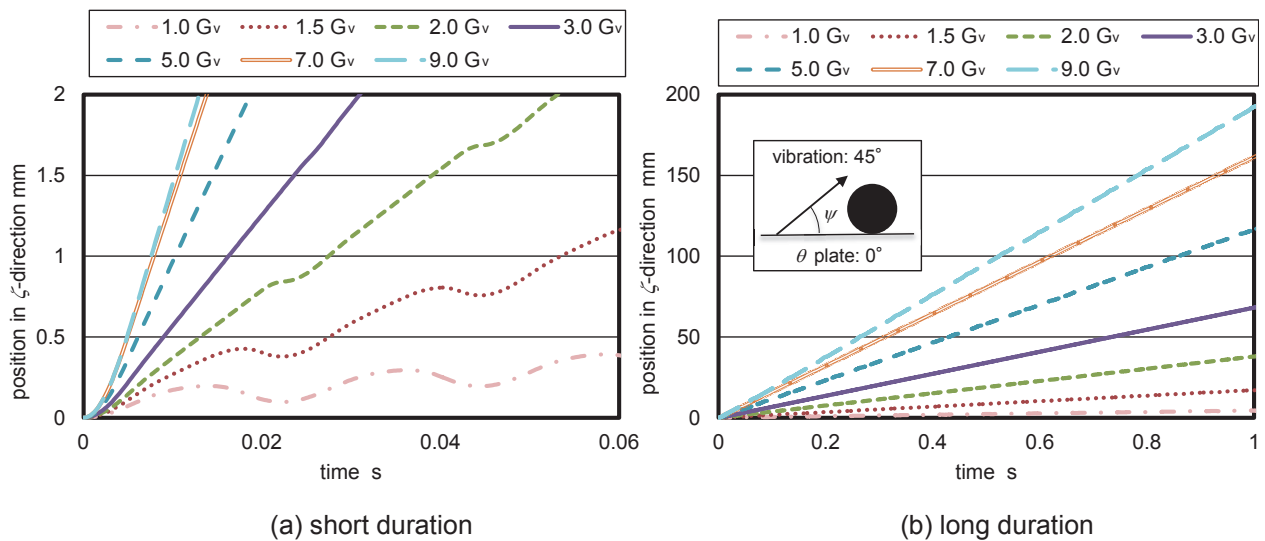 1.0 Gv 1.5 Gv 2.0 Gv 3.0 Gv
5.0 Gv 7.0 Gv 9.0 Gv
2
1.5
1
0.5
0
position in ζ-direction mm
0 0.02 0.04 0.06
time s
(a) short duration
1.0 Gv 1.5 Gv 2.0 Gv 3.0 Gv
5.0 Gv 7.0 Gv 9.0 Gv
200
150
100
50
0
position in ζ-direction mm
vibration: 45°
ψ
θ plate: 0°
0 0.2 0.4 0.6 0.8 1
time s
(b) long duration